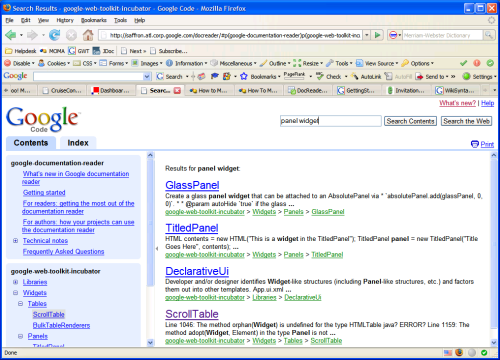 Search Results - google-web-toolkit-incubator - Google Code - Mozilla Firefox
File Edit View History Bookmarks Tools Help
http://saffron.atl.corp.google.com/docreader/#p(google-documentation-reader)p(google-web-toolkit-incubator)
Merriam-Webster Dictionary
Helpdesk MOMA GWT JDoc Next » Subscribe...
Disable Cookies CSS Forms Images Information Miscellaneous Outline Resize Tools View Source Options
Google Search Bookmarks PageRank Check AutoLink AutoFill Send to Settings
oo! M... CruiseCon... Dashboar... Searc... How to M... How To M... DocReade... GettingSt... Invitation... WikiSynta...
What's new? | Help
Google
Code
panel widget Search Contents Search the Web
Contents Index
Print
google-documentation-reader
What's new in Google documentation
reader
Getting started
For readers: getting the most out of the
documentation reader
For authors: how your projects can use
the documentation reader
Technical notes
Frequently Asked Questions
google-web-toolkit-incubator
Libraries
Widgets
Tables
ScrollTable
BulkTableRenderers
Panels
TitledPanel
Results for panel widget:
GlassPanel
Create a glass panel widget that can be attached to an AbsolutePanel via * `absolutePanel.add(glassPanel, 0,
0)`. * * @param autoHide `true` if the glass ...
google-web-toolkit-incubator > Widgets > Panels > GlassPanel
TitledPanel
HTML contents = new HTML("This is a widget in the TitledPanel"); TitledPanel panel = new TitledPanel("Title
Goes Here", contents); ...
google-web-toolkit-incubator > Widgets > Panels > TitledPanel
DeclarativeUi
Developer and/or designer identifies Widget-like structures (including Panel-like structures, etc.) and factors
them out into other templates. App.ui.xml ...
google-web-toolkit-incubator > Libraries > DeclarativeUi
ScrollTable
Line 1046: The method orphan(Widget) is undefined for the type HTMLTable java? ERROR? Line 1159: The
method adopt(Widget, Element) in the type Panel is not ...
google-web-toolkit-incubator > Widgets > Tables > ScrollTable
Done